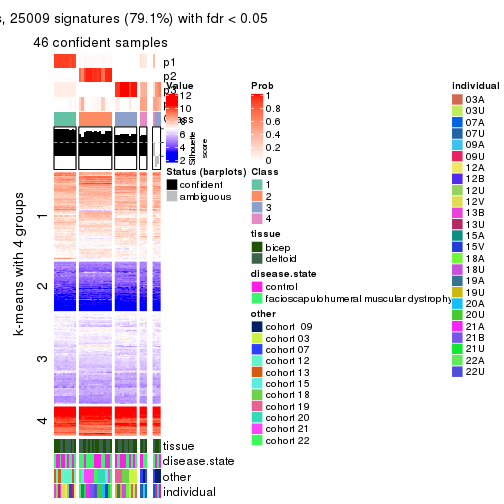 s, 25009 signatures (79.1%) with fdr < 0.05
46 confident samples
p1
p2
p3
Value
12
10
8
6
4
2
Silhouette
score
Prob
1
0.8
0.6
0.4
0.2
0
Status (barplots)
confident
ambiguous
Class
1
2
3
4
tissue
bicep
deltoid
disease.state
control
facioscapulohumeral muscular dystrophy
other
cohort 09
cohort 03
cohort 07
cohort 12
cohort 13
cohort 15
cohort 18
cohort 19
cohort 20
cohort 21
cohort 22
individual
03A
03U
07A
07U
09A
09U
12A
12B
12U
12V
13B
13U
15A
15V
18A
18U
19A
19U
20A
20U
21A
21B
21U
22A
22U
k-means with 4 groups
1
2
3
4
tissue
disease.state
other
individual